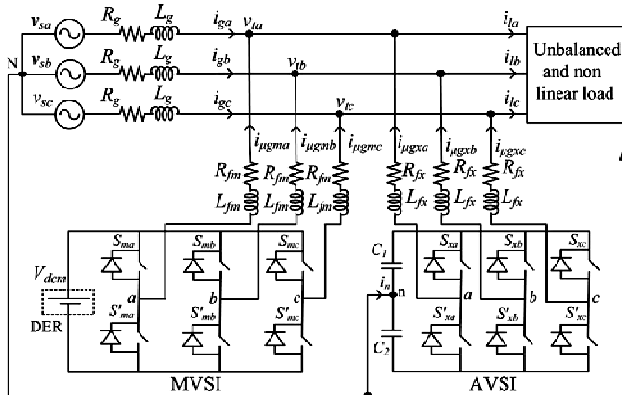 v_sa R_g L_g i_ga v_ta i_la
N v_sb R_g L_g i_gb v_tb i_lb
v_sc R_g L_g i_gc v_tc i_lc
Unbalanced
and non
linear load
i_μgma i_μgmb i_μgmc i_μgxa i_μgxb i_μgxc
R_fm R_fm R_fm R_fx R_fx R_fx
L_fm L_fm L_fm L_fx L_fx L_fx
S_ma S_mb S_mc C_1 S_xa S_xb S_xc
V_dcm a b c i_n n a b c
DER
S'_ma S'_mb S'_mc C_2 S'_xa S'_xb S'_xc
MVSI AVSI